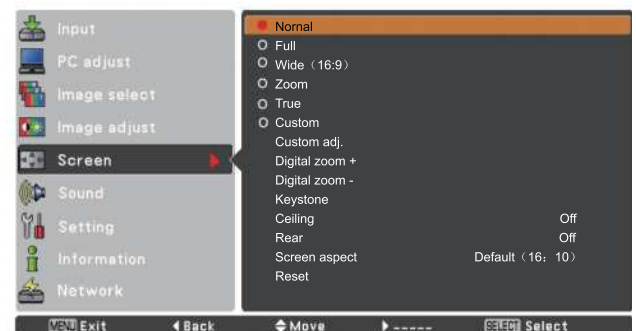 Input
PC adjust
Image select
Image adjust
Screen
Sound
Setting
Information
Network
Nornal
Full
Wide（16:9）
Zoom
True
Custom
Custom adj.
Digital zoom +
Digital zoom -
Keystone
Ceiling Off
Rear Off
Screen aspect Default（16：10）
Reset
MENU Exit ◀Back Move ▶----- SELECT Select